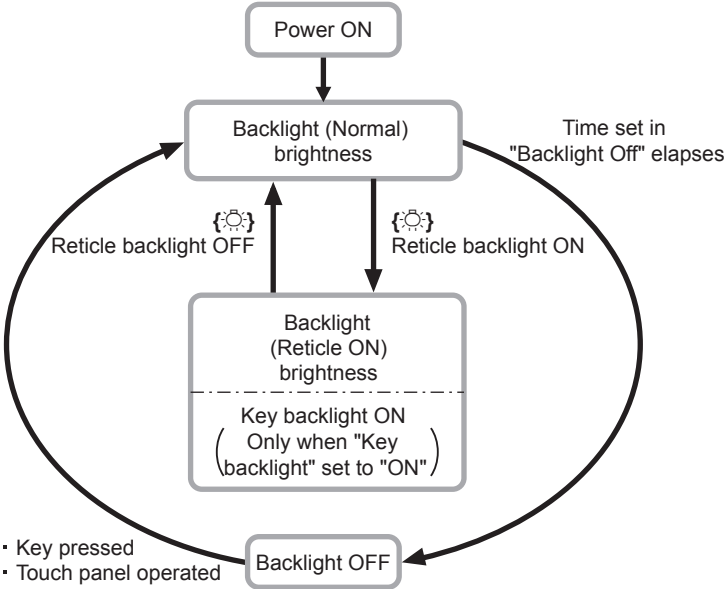 Power ON
Backlight (Normal)
brightness
Time set in
"Backlight Off" elapses
{☼}
Reticle backlight OFF
{☼}
Reticle backlight ON
Backlight
(Reticle ON)
brightness
Key backlight ON
(Only when "Key
backlight" set to "ON")
· Key pressed
· Touch panel operated
Backlight OFF